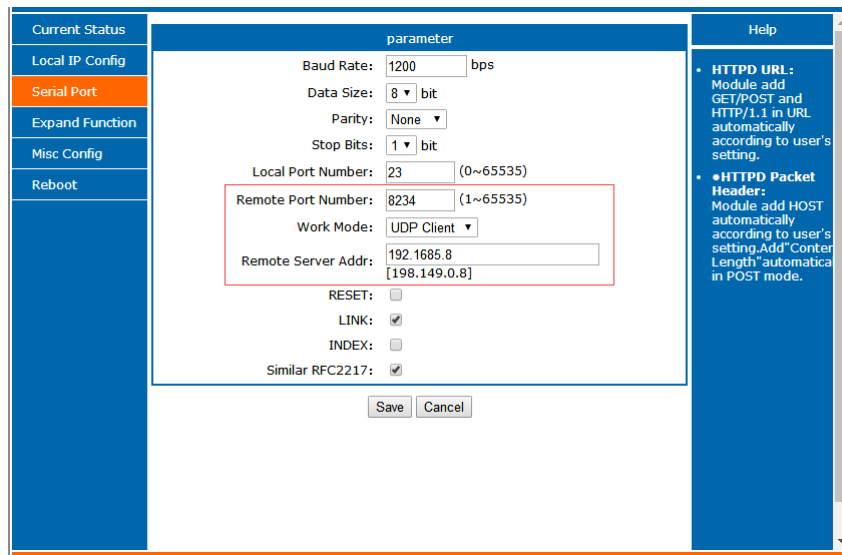 Current Status
Local IP Config
Serial Port
Expand Function
Misc Config
Reboot
parameter
Baud Rate: 1200 bps
Data Size: 8 bit
Parity: None
Stop Bits: 1 bit
Local Port Number: 23 (0~65535)
Remote Port Number: 8234 (1~65535)
Work Mode: UDP Client
Remote Server Addr: 192.1685.8
[198.149.0.8]
RESET:
LINK:
INDEX:
Similar RFC2217:
Save Cancel
Help
• HTTPD URL:
Module add
GET/POST and
HTTP/1.1 in URL
automatically
according to user's
setting.
• ●HTTPD Packet
Header:
Module add HOST
automatically
according to user's
setting.Add"Conter
Length"automatica
in POST mode.